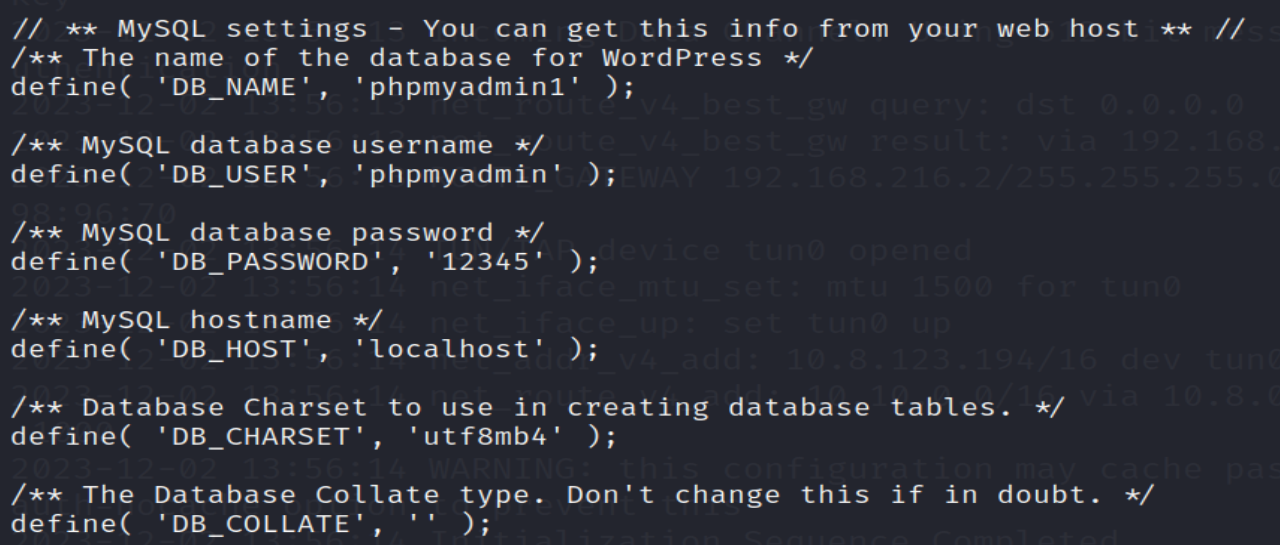 // ** MySQL settings - You can get this info from your web host ** //
/** The name of the database for WordPress */
define( 'DB_NAME', 'phpmyadmin1' );
/** MySQL database username */
define( 'DB_USER', 'phpmyadmin' );
/** MySQL database password */
define( 'DB_PASSWORD', '12345' );
/** MySQL hostname */
define( 'DB_HOST', 'localhost' );
/** Database Charset to use in creating database tables. */
define( 'DB_CHARSET', 'utf8mb4' );
/** The Database Collate type. Don't change this if in doubt. */
define( 'DB_COLLATE', '' );